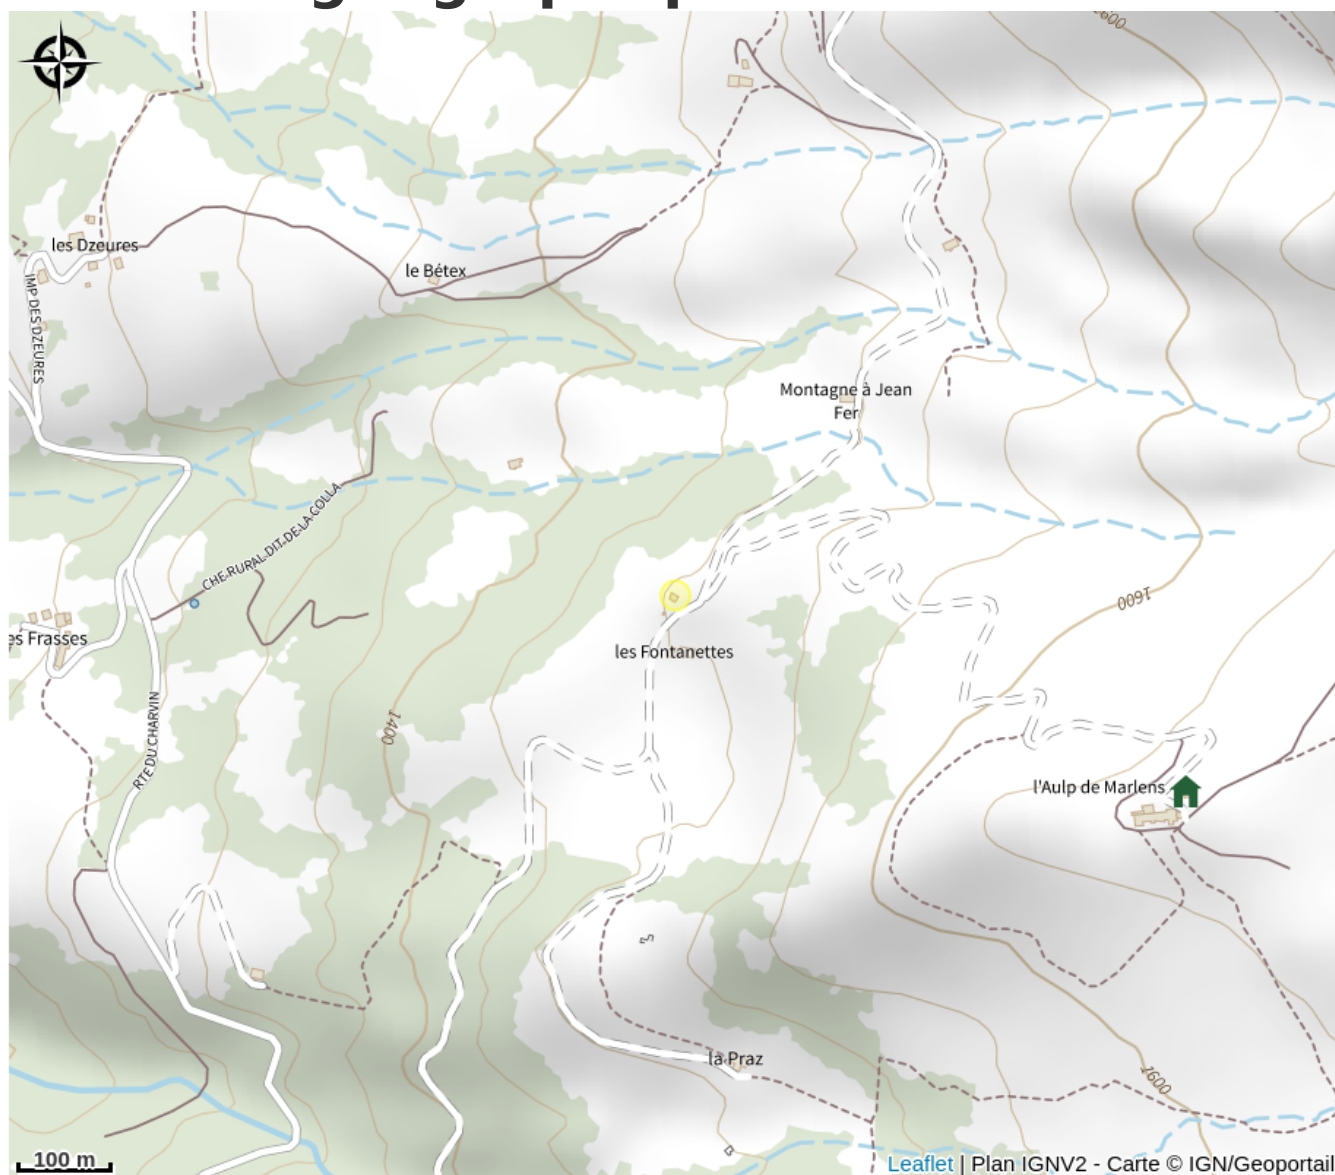 1600
les Dzeures
le Bétex
IMP DES DZEURES
Montagne à Jean
Fer
CHE RURAL DIT DE LA COLLA
1600
es Frasses
les Fontanettes
1400
RTE DU CHARVIN
l'Aulp de Marlens
la Praz
1600
100 m
Leaflet | Plan IGNV2 - Carte © IGN/Geoportail